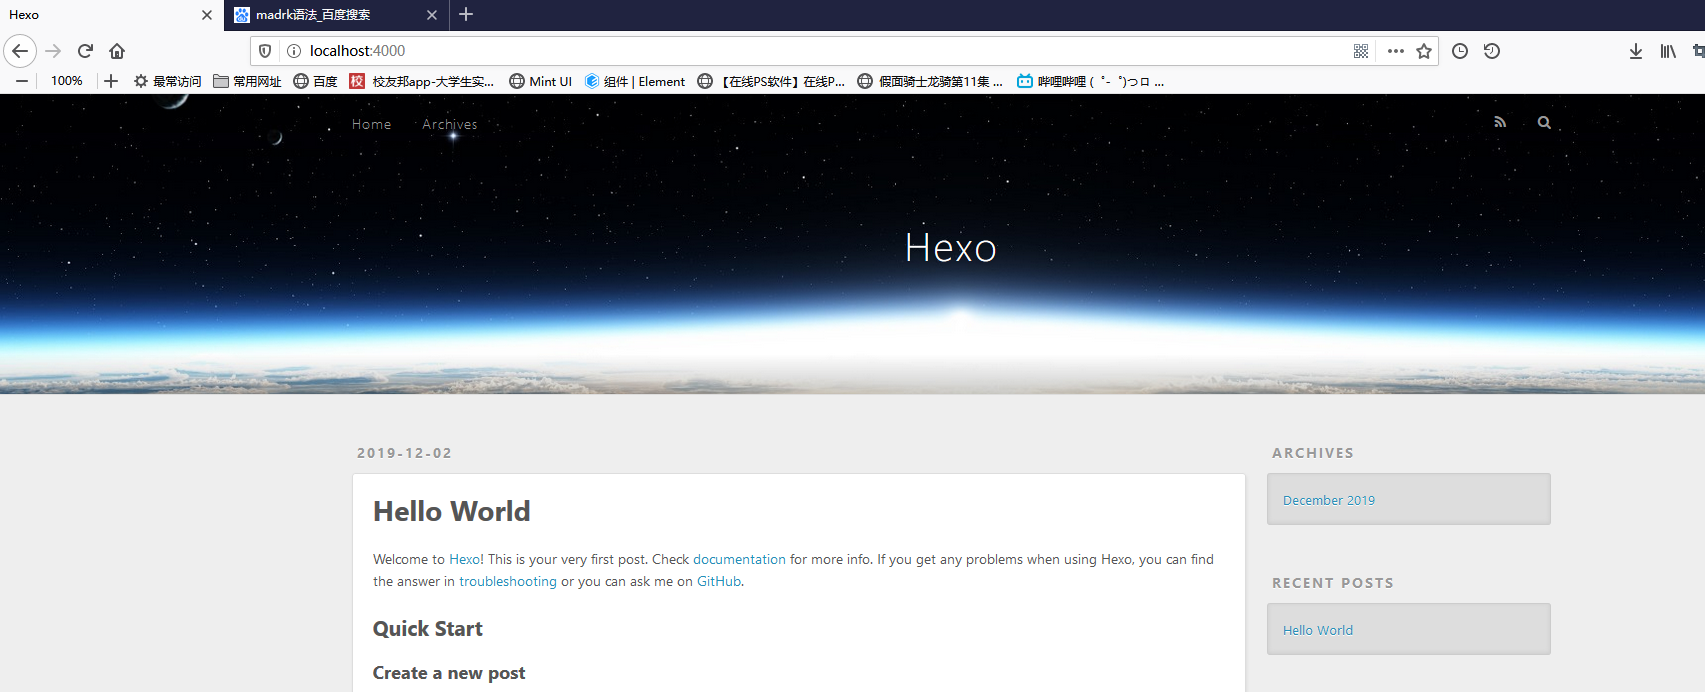 Hexo
madrk语法_百度搜索
localhost:4000
100%
最常访问
常用网址
百度
校
校友邦app-大学生实...
Mint UI
组件 | Element
【在线PS软件】在线P...
假面骑士龙骑第11集 ...
哔哩哔哩 ( ゜- ゜)つロ ...
Home
Archives
Hexo
2019-12-02
Hello World
Welcome to Hexo! This is your very first post. Check documentation for more info. If you get any problems when using Hexo, you can find
the answer in troubleshooting or you can ask me on GitHub.
Quick Start
Create a new post
ARCHIVES
December 2019
RECENT POSTS
Hello World